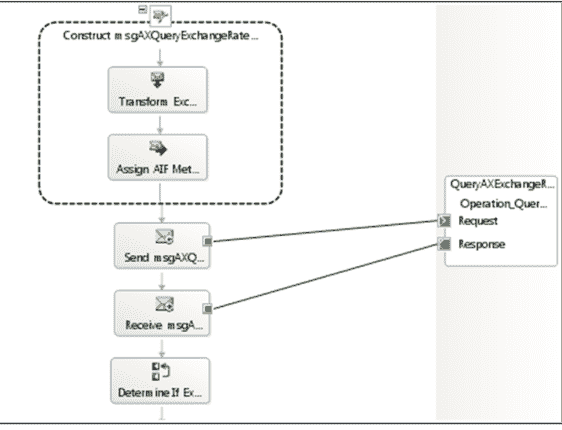 Construct msgAXQueryExchangeRate...
Transform Exc...
Assign AIF Met...
QueryAXExchangeR...
Operation_Quer...
Request
Send msgAXQ...
Response
Receive msgA...
Determine If Ex...